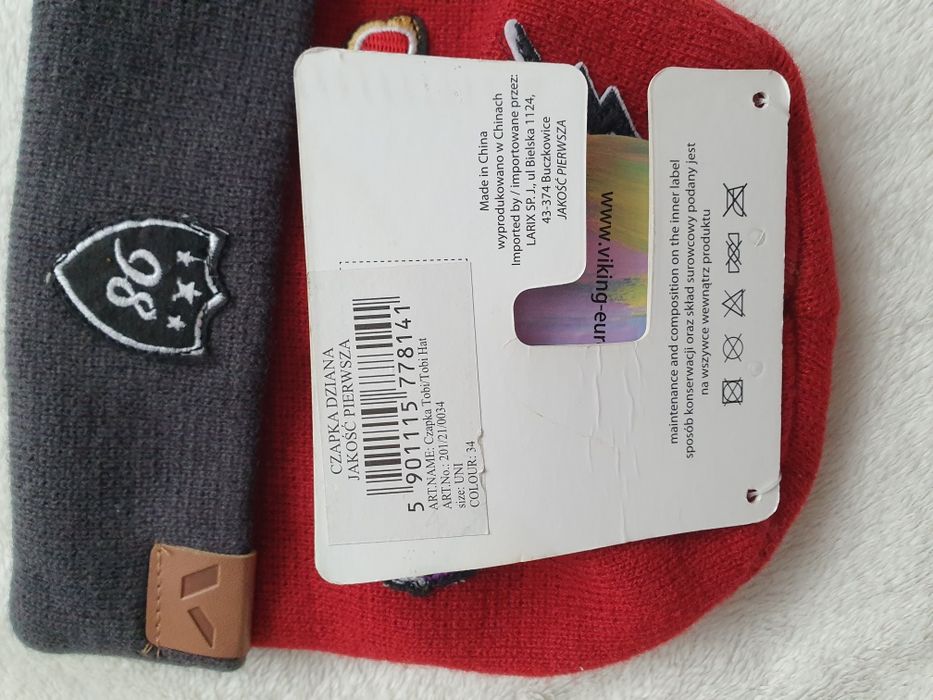 98
CZAPKA DZIANA
JAKOŚĆ PIERWSZA
5 901115 778141
ART.NAME: Czapka Tobi/Tobi Hat
ART.No.: 201/21/0034
size: UNI
COLOUR: 34
Made in China
wyprodukowano w Chinach
Imported by / importowane przez:
LARIX SP. J., ul Bielska 1124,
43-374 Buczkowice
JAKOŚĆ PIERWSZA
www.viking-eur
maintenance and composition on the inner label
sposób konserwacji oraz skład surowcowy podany jest
na wszywce wewnątrz produktu